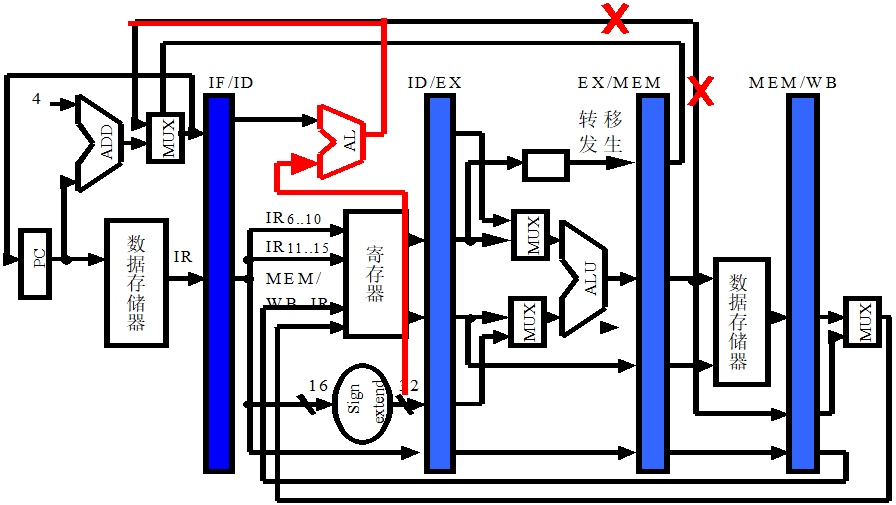 IF/ID
ID/EX
EX/MEM
MEM/WB
4
ADD
MUX
AL
转移
发生
PC
数据存储器
IR
IR6..10
IR11..15
MEM/
WB IR
寄存器
MUX
MUX
ALU
数据存储器
MUX
16
Sign
extend
32